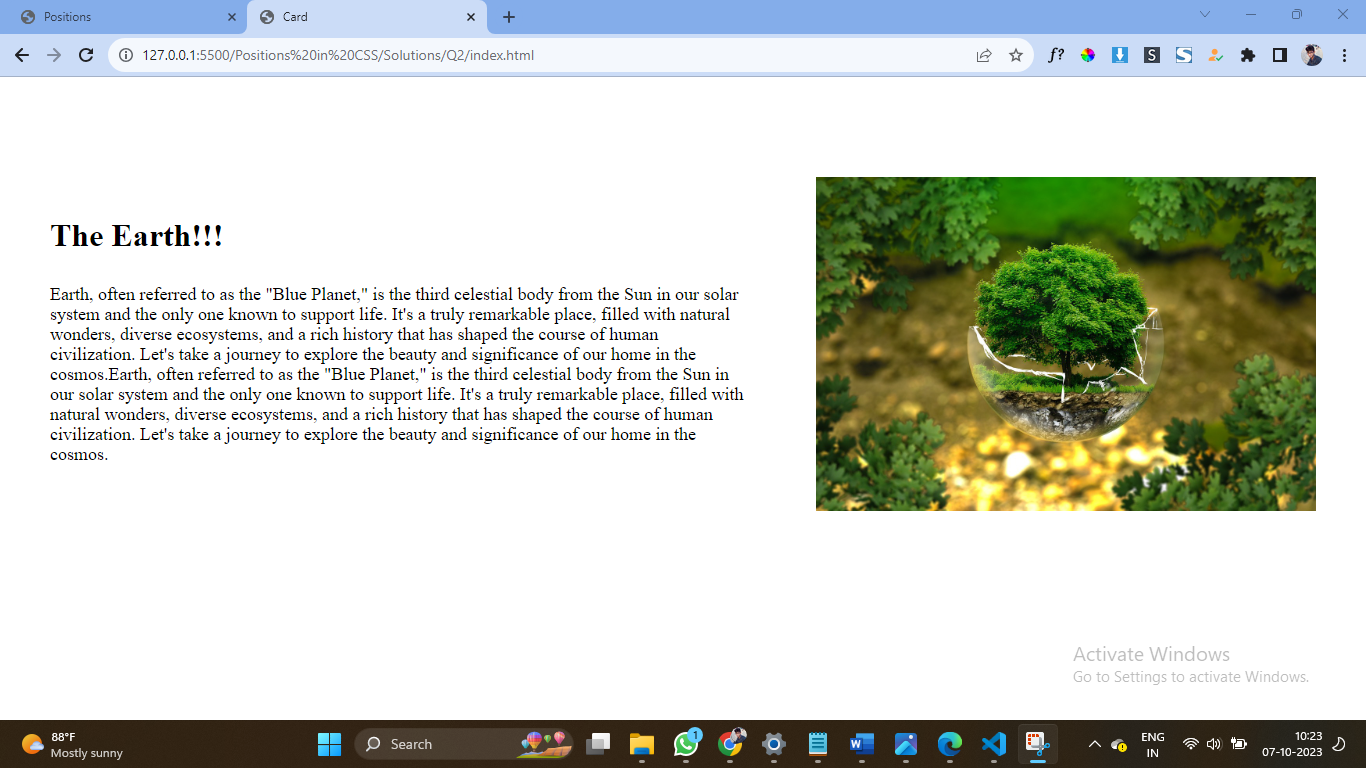 Positions
Card
127.0.0.1:5500/Positions%20in%20CSS/Solutions/Q2/index.html
f?
S
S
The Earth!!!
Earth, often referred to as the "Blue Planet," is the third celestial body from the Sun in our solar
system and the only one known to support life. It's a truly remarkable place, filled with natural
wonders, diverse ecosystems, and a rich history that has shaped the course of human
civilization. Let's take a journey to explore the beauty and significance of our home in the
cosmos.Earth, often referred to as the "Blue Planet," is the third celestial body from the Sun in
our solar system and the only one known to support life. It's a truly remarkable place, filled with
natural wonders, diverse ecosystems, and a rich history that has shaped the course of human
civilization. Let's take a journey to explore the beauty and significance of our home in the
cosmos.
Activate Windows
Go to Settings to activate Windows.
88°F
Mostly sunny
Search
1
W
ENG
IN
10:23
07-10-2023